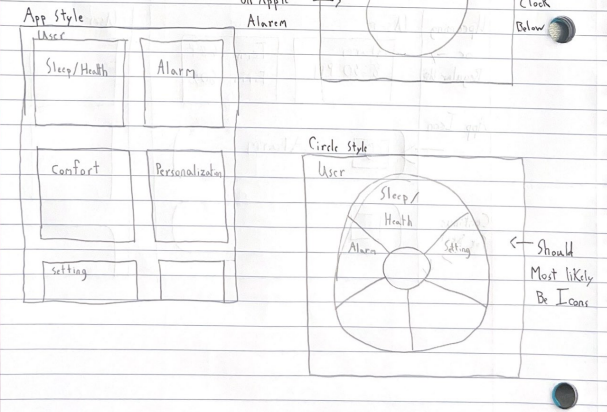 App Style
User
Sleep/Health
Alarm
Comfort
Personalization
Setting
on Apple
Alarem
Clock
Below
Circle Style
User
Sleep/
Health
Alarm
Setting
Should
Most likely
Be Icons